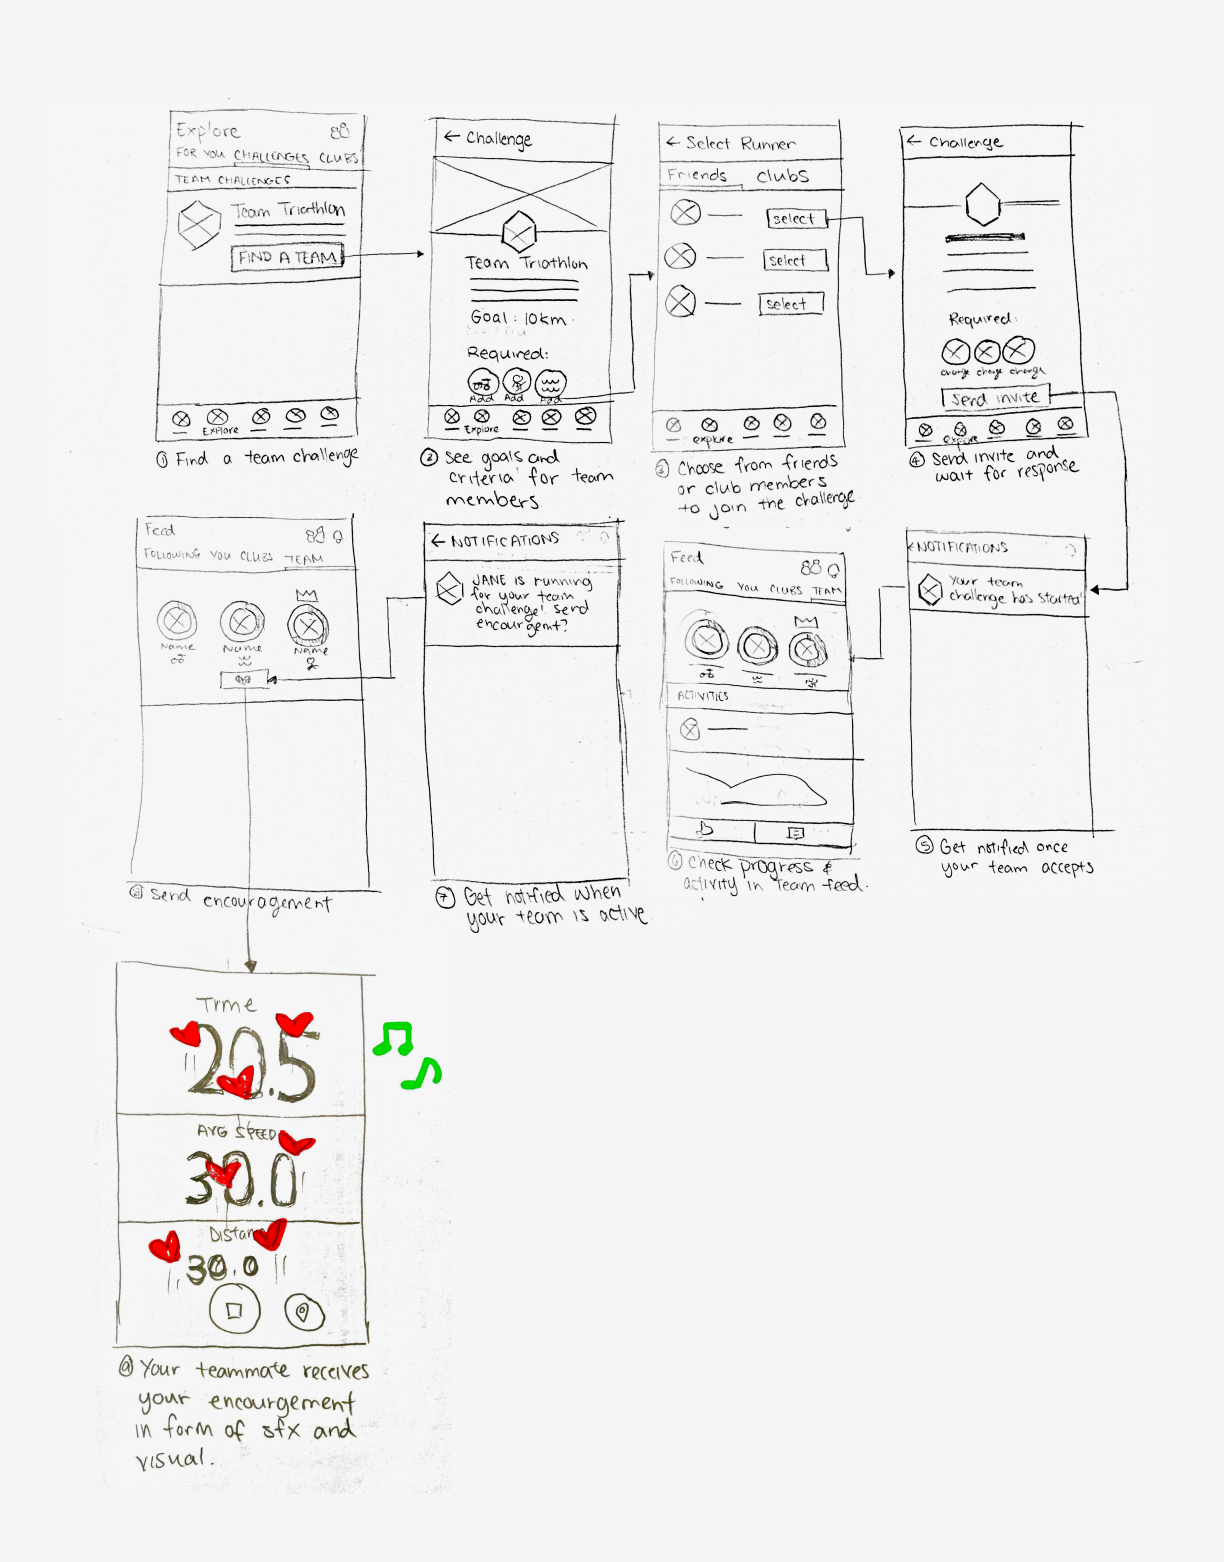 Explore
FOR YOU CHALLENGES CLUBS
TEAM CHALLENGES
Team Triathlon
FIND A TEAM
Explore
① Find a team challenge
← Challenge
Team Triathlon
Goal: 10km
Required:
Add Add Add
Explore
② See goals and
criteria for team
members
← Select Runner
Friends Clubs
select
select
select
explore
③ Choose from friends
or club members
to join the challenge.
← Challenge
Required:
change change change
Send invite
explore
④ Send invite and
wait for response
← NOTIFICATIONS
Your team
challenge has started!
⑤ Get notified once
your team accepts
Feed
FOLLOWING YOU CLUBS TEAM
ACTIVITIES
⑥ Check progress &
activity in Team feed.
← NOTIFICATIONS
JANE is running
for your team
challenge! Send
encourgemt?
⑦ Get notified when
your team is active.
Feed
FOLLOWING YOU CLUBS TEAM
Name Name Name
⑧ Send encouragement
Time
20.5
AVG SPEED
30.0
Distan
30.0
⑨ Your teammate receives
your encourgement
in form of sfx and
visual.